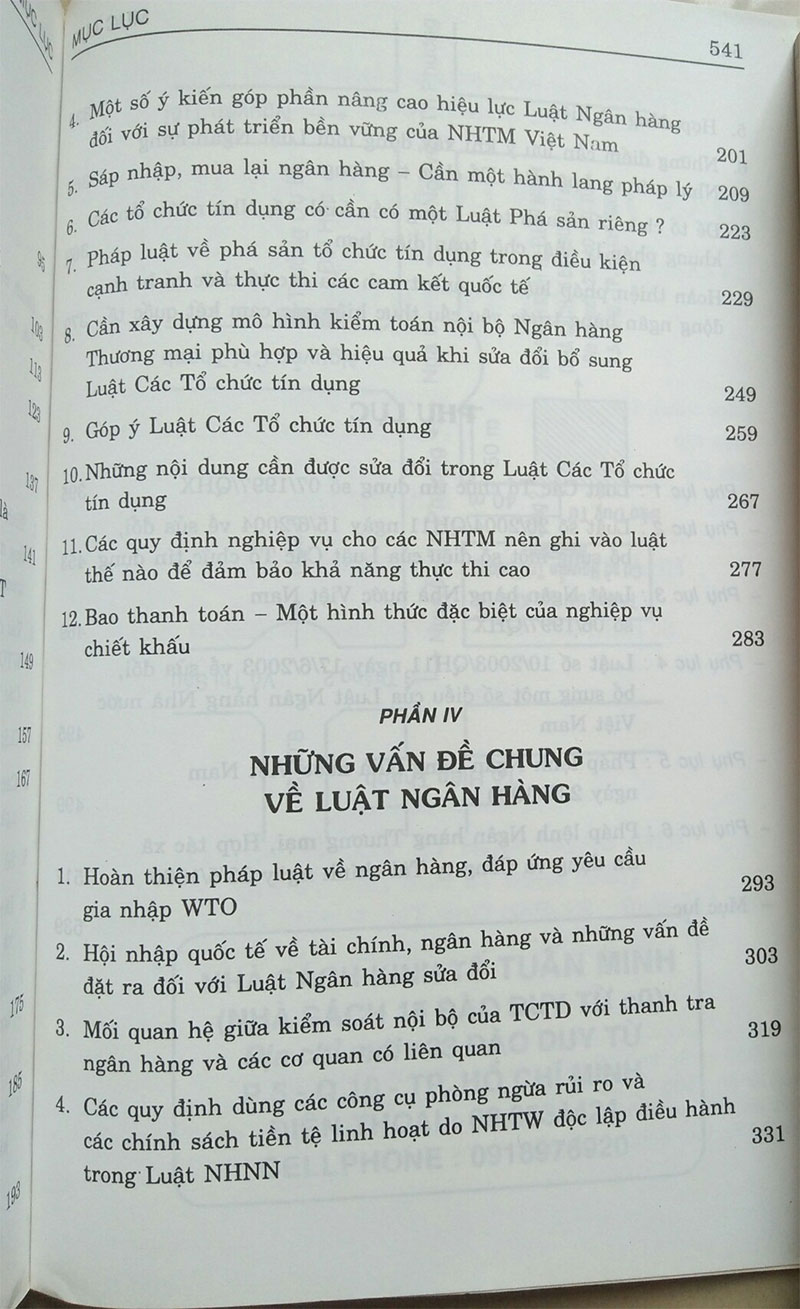 MỤC LỤC
541
4. Một số ý kiến góp phần nâng cao hiệu lực Luật Ngân hàng
đối với sự phát triển bền vững của NHTM Việt Nam 201
5. Sáp nhập, mua lại ngân hàng – Cần một hành lang pháp lý 209
6. Các tổ chức tín dụng có cần có một Luật Phá sản riêng ? 223
7. Pháp luật về phá sản tổ chức tín dụng trong điều kiện
cạnh tranh và thực thi các cam kết quốc tế 229
8. Cần xây dựng mô hình kiểm toán nội bộ Ngân hàng
Thương mại phù hợp và hiệu quả khi sửa đổi bổ sung
Luật Các Tổ chức tín dụng 249
9. Góp ý Luật Các Tổ chức tín dụng 259
10. Những nội dung cần được sửa đổi trong Luật Các Tổ chức
tín dụng 267
11. Các quy định nghiệp vụ cho các NHTM nên ghi vào luật
thế nào để đảm bảo khả năng thực thi cao 277
12. Bao thanh toán – Một hình thức đặc biệt của nghiệp vụ
chiết khấu 283
PHẦN IV
NHỮNG VẤN ĐỀ CHUNG
VỀ LUẬT NGÂN HÀNG
1. Hoàn thiện pháp luật về ngân hàng, đáp ứng yêu cầu
gia nhập WTO 293
2. Hội nhập quốc tế về tài chính, ngân hàng và những vấn đề
đặt ra đối với Luật Ngân hàng sửa đổi 303
3. Mối quan hệ giữa kiểm soát nội bộ của TCTD với thanh tra
ngân hàng và các cơ quan có liên quan 319
4. Các quy định dùng các công cụ phòng ngừa rủi ro và
các chính sách tiền tệ linh hoạt do NHTW độc lập điều hành
trong Luật NHNN 331
103
113
123
137
141
149
157
167
175
185
193